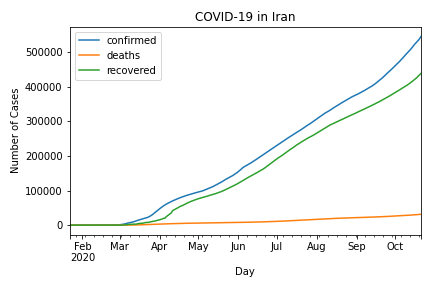 COVID-19 in Iran
confirmed
deaths
recovered
Number of Cases
500000
400000
300000
200000
100000
0
Feb Mar Apr May Jun Jul Aug Sep Oct
2020
Day